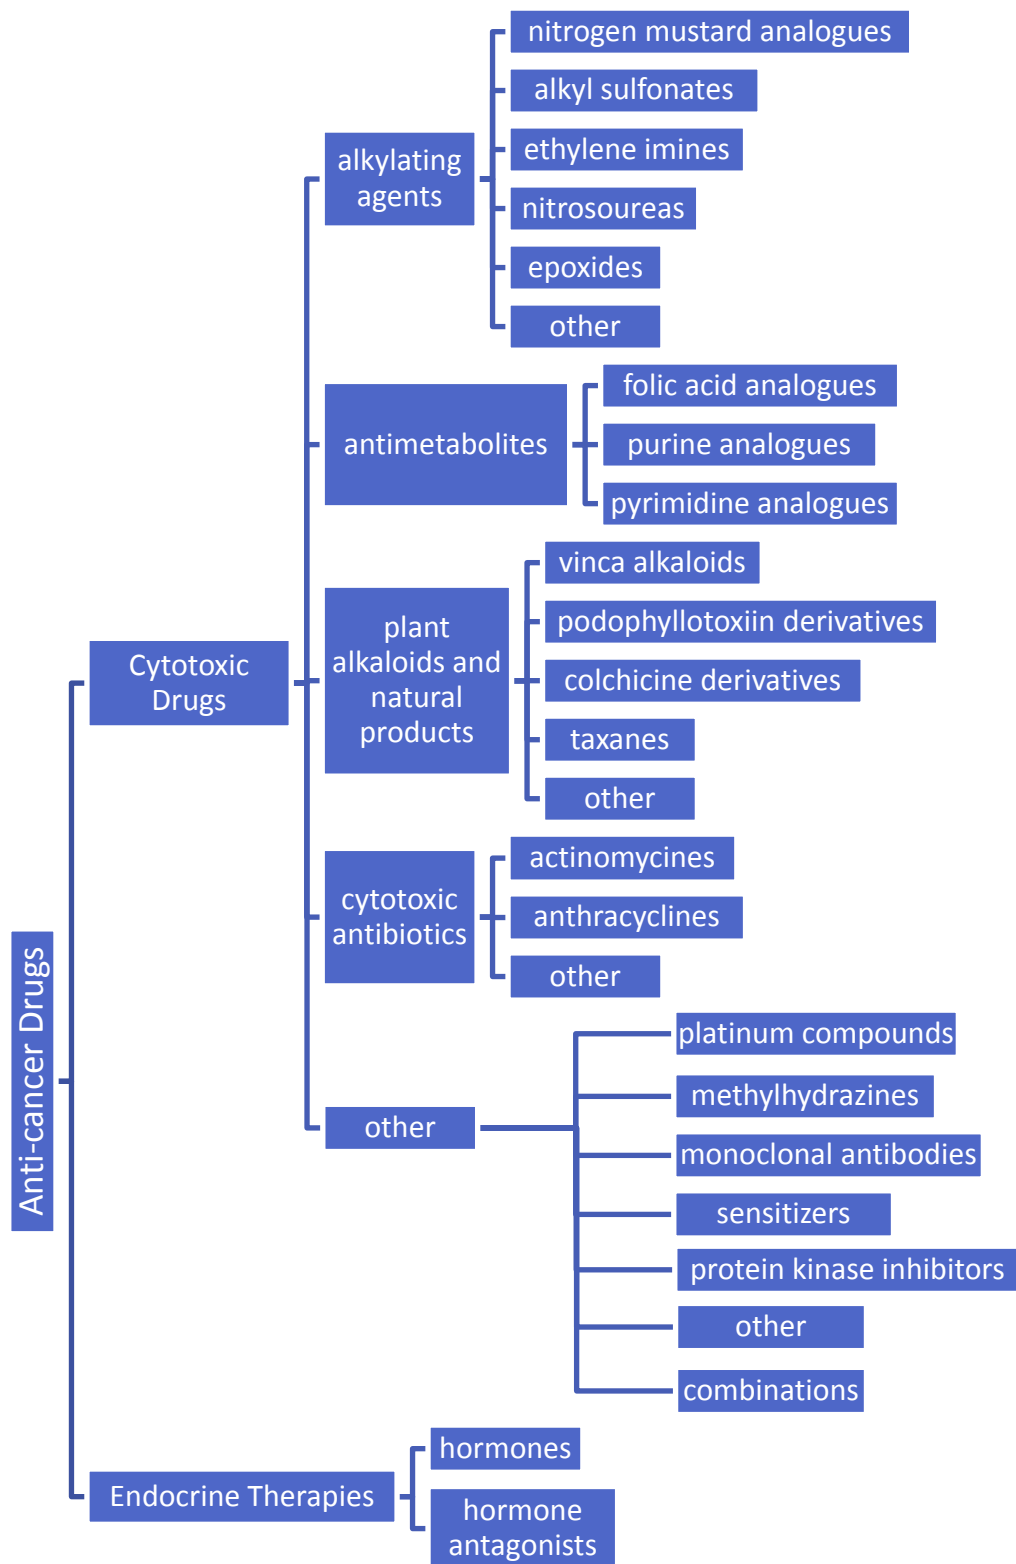 Anti-cancer Drugs
Cytotoxic
Drugs
alkylating
agents
nitrogen mustard analogues
alkyl sulfonates
ethylene imines
nitrosoureas
epoxides
other
antimetabolites
folic acid analogues
purine analogues
pyrimidine analogues
plant
alkaloids and
natural
products
vinca alkaloids
podophyllotoxiin derivatives
colchicine derivatives
taxanes
other
cytotoxic
antibiotics
actinomycines
anthracyclines
other
other
platinum compounds
methylhydrazines
monoclonal antibodies
sensitizers
protein kinase inhibitors
other
combinations
Endocrine Therapies
hormones
hormone
antagonists